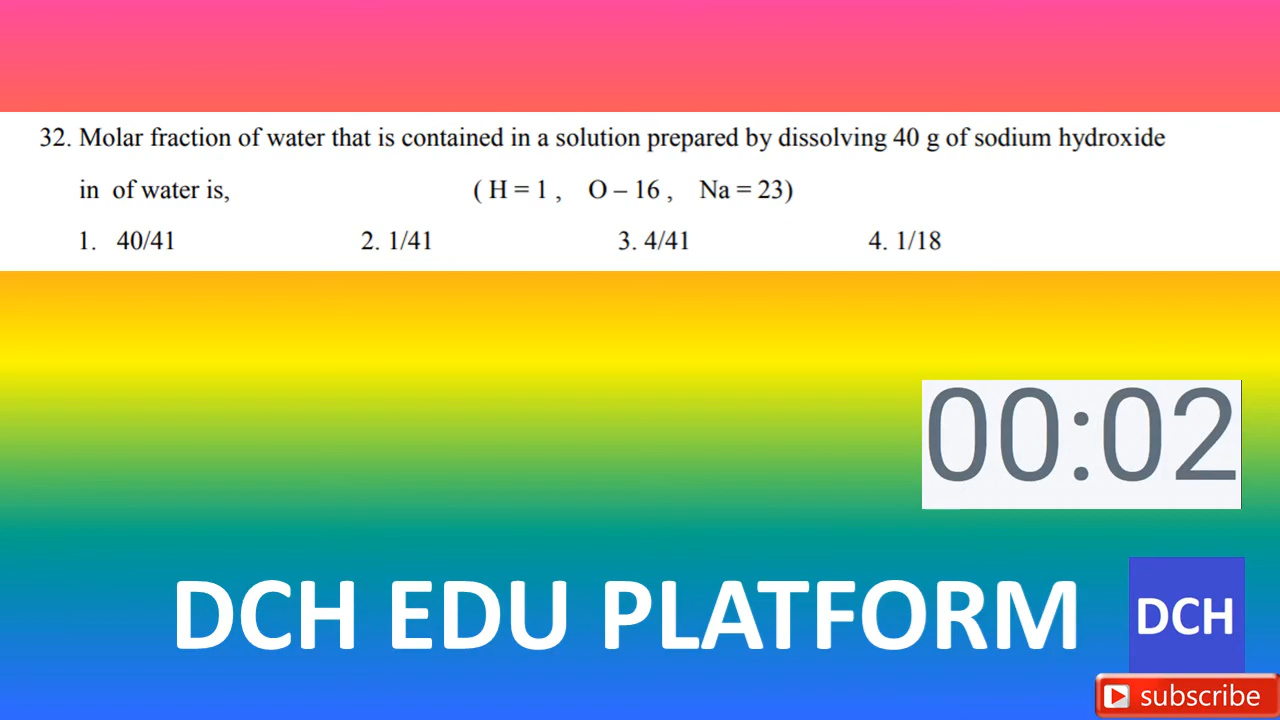 32. Molar fraction of water that is contained in a solution prepared by dissolving 40 g of sodium hydroxide
in of water is, ( H = 1 , O – 16 , Na = 23)
1. 40/41 2. 1/41 3. 4/41 4. 1/18
00:02
DCH EDU PLATFORM
DCH
subscribe